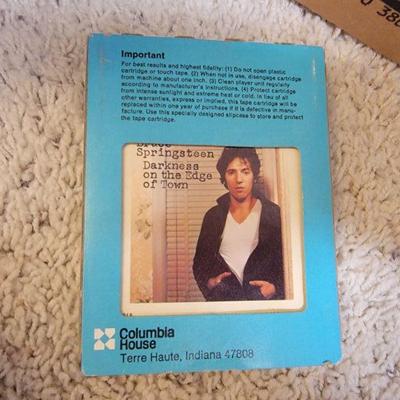 Important
For best results and highest fidelity: (1) Do not open plastic
cartridge or touch tape. (2) When not in use, disengage cartridge
from machine about an inch. (3) Clean player unit regularly
according to manufacturer's instructions. (4) Protect cartridge
from intense sunlight and extreme heat or cold. In lieu of all
other warranties, express or implied, this tape cartridge will be
replaced within one year of purchase if it is defective in manu-
facture. Use this specially designed slipcase to store and protect
the tape cartridge.
Bruce
Springsteen
Darkness
on the Edge
of Town
Columbia
House
Terre Haute, Indiana 47808